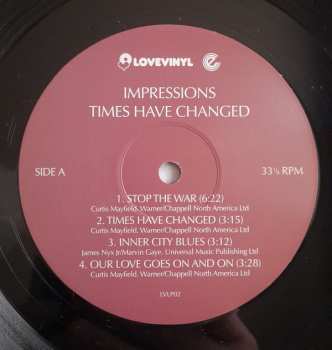 LOVEVINYL e
IMPRESSIONS
TIMES HAVE CHANGED
SIDE A 33⅓ RPM
1. STOP THE WAR (6:22)
Curtis Mayfield. Warner/Chappell North America Ltd
2. TIMES HAVE CHANGED (3:15)
Curtis Mayfield. Warner/Chappell North America Ltd
3. INNER CITY BLUES (3:12)
James Nyx Jr/Marvin Gaye. Universal Music Publishing Ltd
4. OUR LOVE GOES ON AND ON (3:28)
Curtis Mayfield. Warner/Chappell North America Ltd
LVLP02